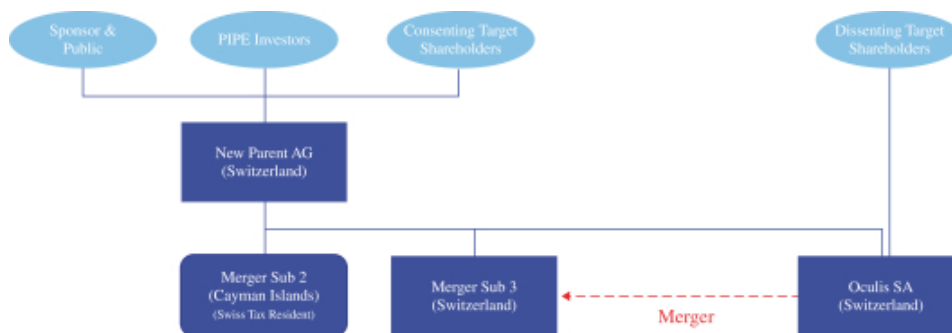 Sponsor &
Public
PIPE Investors
Consenting Target
Shareholders
Dissenting Target
Shareholders
New Parent AG
(Switzerland)
Merger Sub 2
(Cayman Islands)
(Swiss Tax Resident)
Merger Sub 3
(Switzerland)
Oculis SA
(Switzerland)
Merger